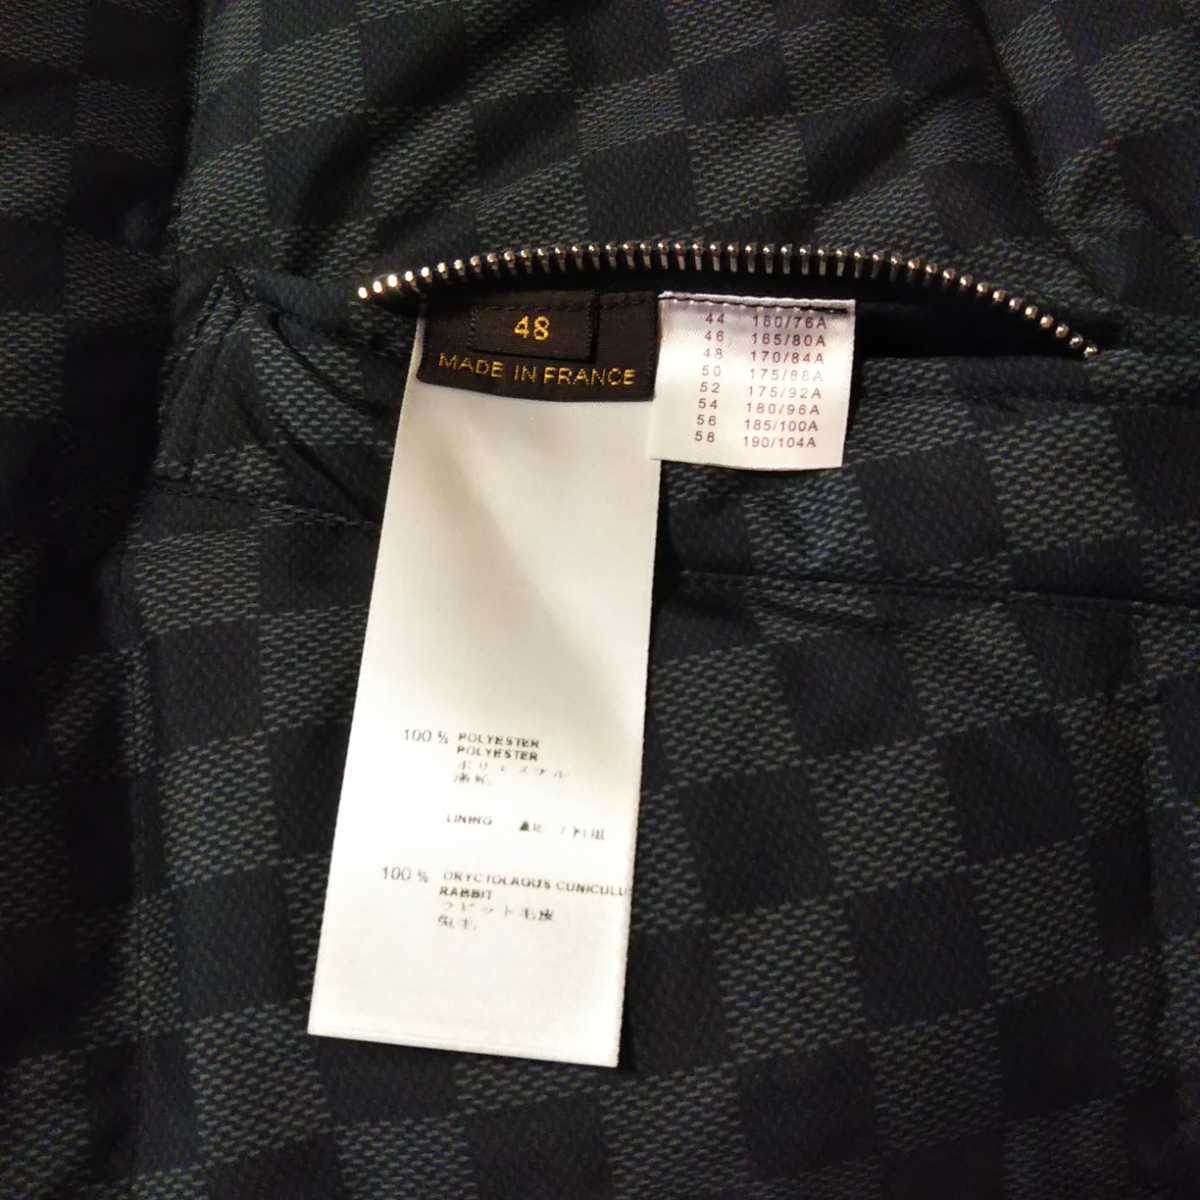 48
MADE IN FRANCE
44 160/76A
46 165/80A
48 170/84A
50 175/88A
52 175/92A
54 180/96A
56 185/100A
58 190/104A
100 % POLYESTER
POLYESTER
ポリエステル
LINING
100 % ORYCTOLAGUS CUNICULUS
RABBIT
ラビット毛皮
兔毛